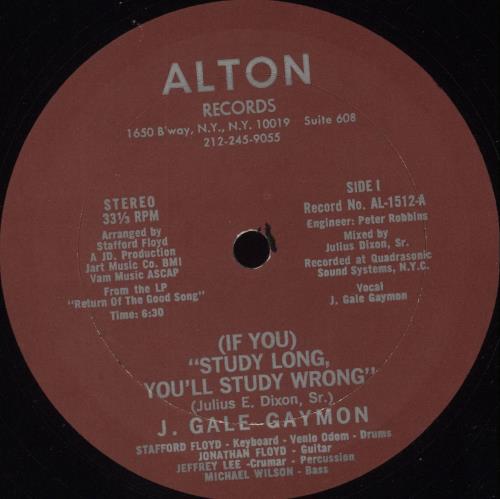 ALTON
RECORDS
1650 B'way, N.Y., N.Y. 10019 Suite 608
212-245-9055
STEREO
33⅓ RPM
Arranged by
Stafford Floyd
A JD. Production
Jart Music Co. BMI
Vam Music ASCAP
From the LP
"Return Of The Good Song"
Time: 6:30
SIDE I
Record No. AL-1512-A
Engineer: Peter Robbins
Mixed by
Julius Dixon, Sr.
Recorded at Quadrasonic
Sound Systems, N.Y.C.
Vocal
J. Gale Gaymon
(IF YOU)
"STUDY LONG,
YOU'LL STUDY WRONG"
(Julius E. Dixon, Sr.)
J. GALE GAYMON
STAFFORD FLOYD - Keyboard - Venlo Odom - Drums
JONATHAN FLOYD - Guitar
JEFFREY LEE -Crumar - Percussion
MICHAEL WILSON - Bass